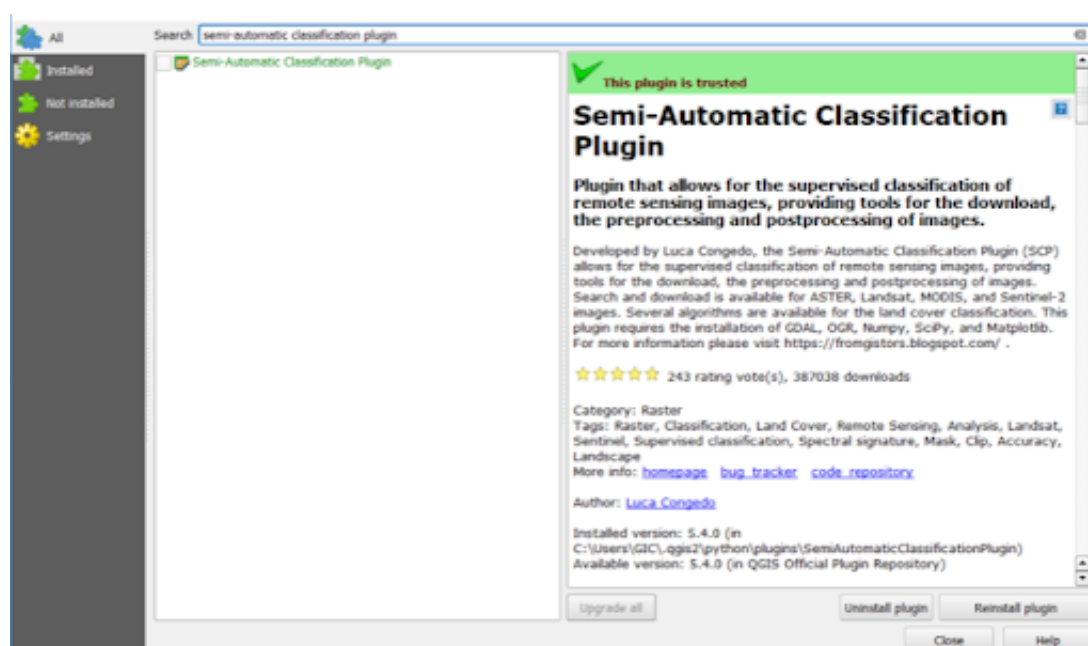 All
Search semi-automatic classification plugin
Installed
Not installed
Settings
Semi-Automatic Classification Plugin
This plugin is trusted
Semi-Automatic Classification
Plugin
Plugin that allows for the supervised classification of
remote sensing images, providing tools for the download,
the preprocessing and postprocessing of images.
Developed by Luca Congedo, the Semi-Automatic Classification Plugin (SCP)
allows for the supervised classification of remote sensing images, providing
tools for the download, the preprocessing and postprocessing of images.
Search and download is available for ASTER, Landsat, MODIS, and Sentinel-2
images. Several algorithms are available for the land cover classification. This
plugin requires the installation of GDAL, OGR, Numpy, SciPy, and Matplotlib.
For more information please visit https://fromgistors.blogspot.com/ .
243 rating vote(s), 387038 downloads
Category: Raster
Tags: Raster, Classification, Land Cover, Remote Sensing, Analysis, Landsat,
Sentinel, Supervised classification, Spectral signature, Mask, Clip, Accuracy,
Landscape
More info: homepage bug tracker code repository
Author: Luca Congedo
Installed version: 5.4.0 (in
C:\Users\GIC\.qgis2\python\plugins\SemiAutomaticClassificationPlugin)
Available version: 5.4.0 (in QGIS Official Plugin Repository)
Upgrade all
Uninstall plugin
Reinstall plugin
Close
Help